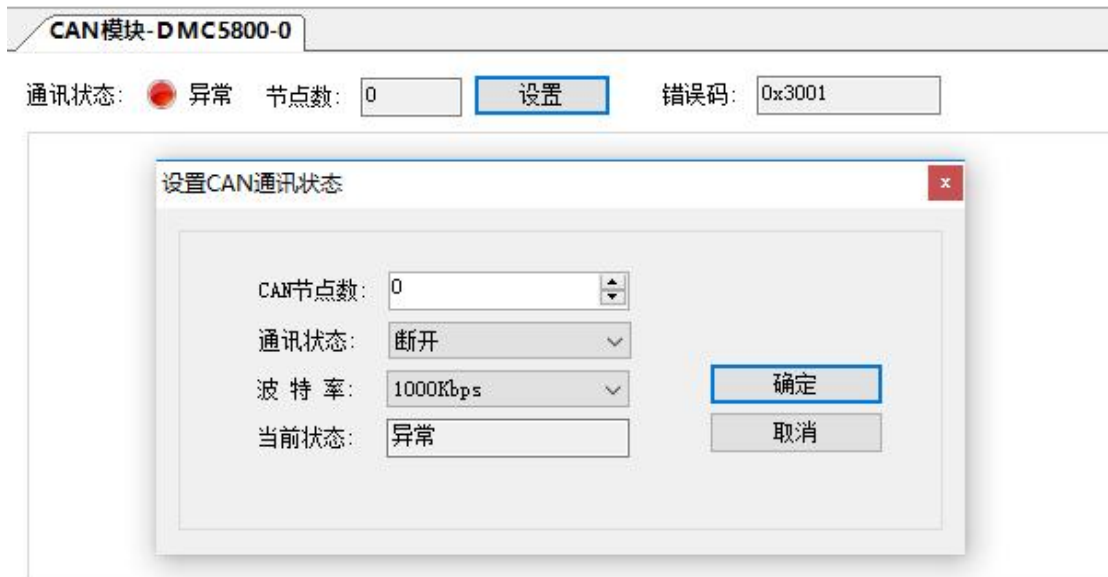 CAN模块-DMC5800-0
通讯状态: 异常 节点数: 0 设置 错误码: 0x3001
设置CAN通讯状态 x
CAN节点数: 0
通讯状态: 断开
波 特 率: 1000Kbps 确定
当前状态: 异常 取消